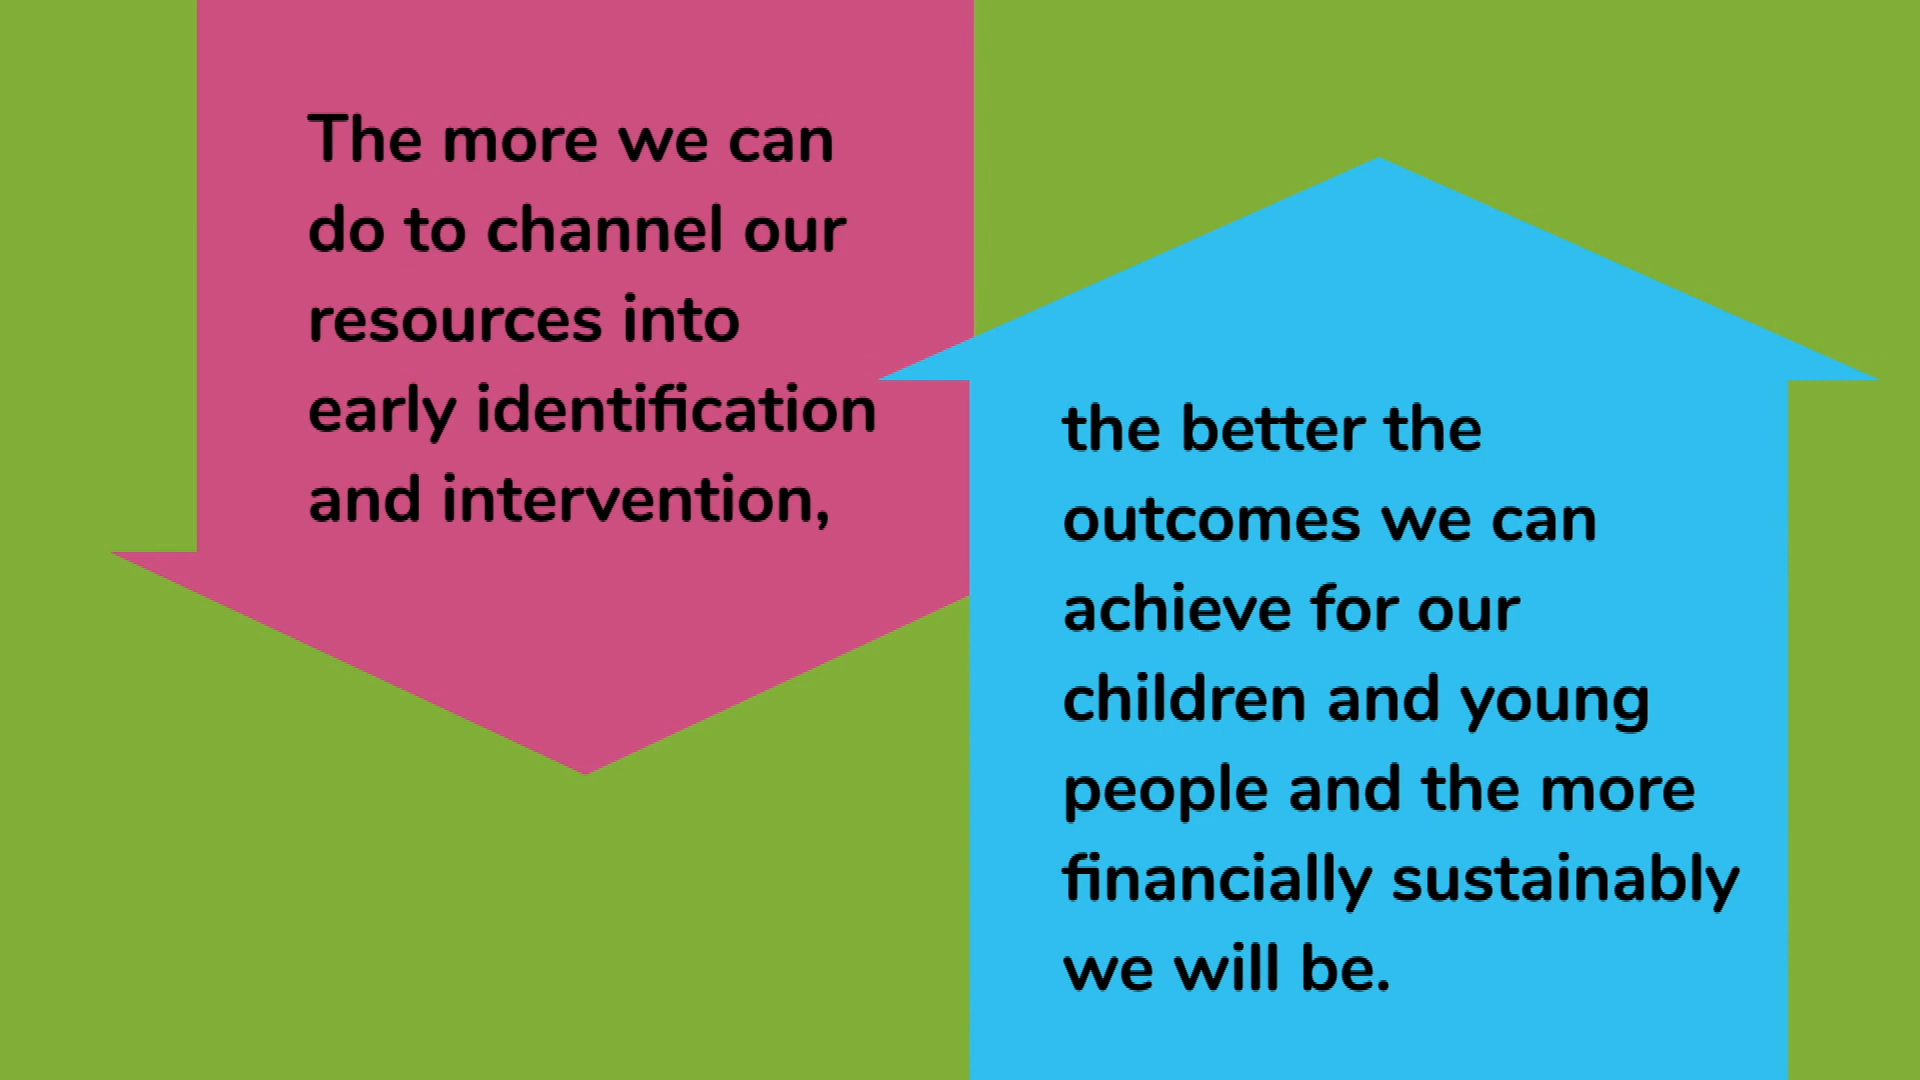 The more we can
do to channel our
resources into
early identification
and intervention,
the better the
outcomes we can
achieve for our
children and young
people and the more
financially sustainably
we will be.